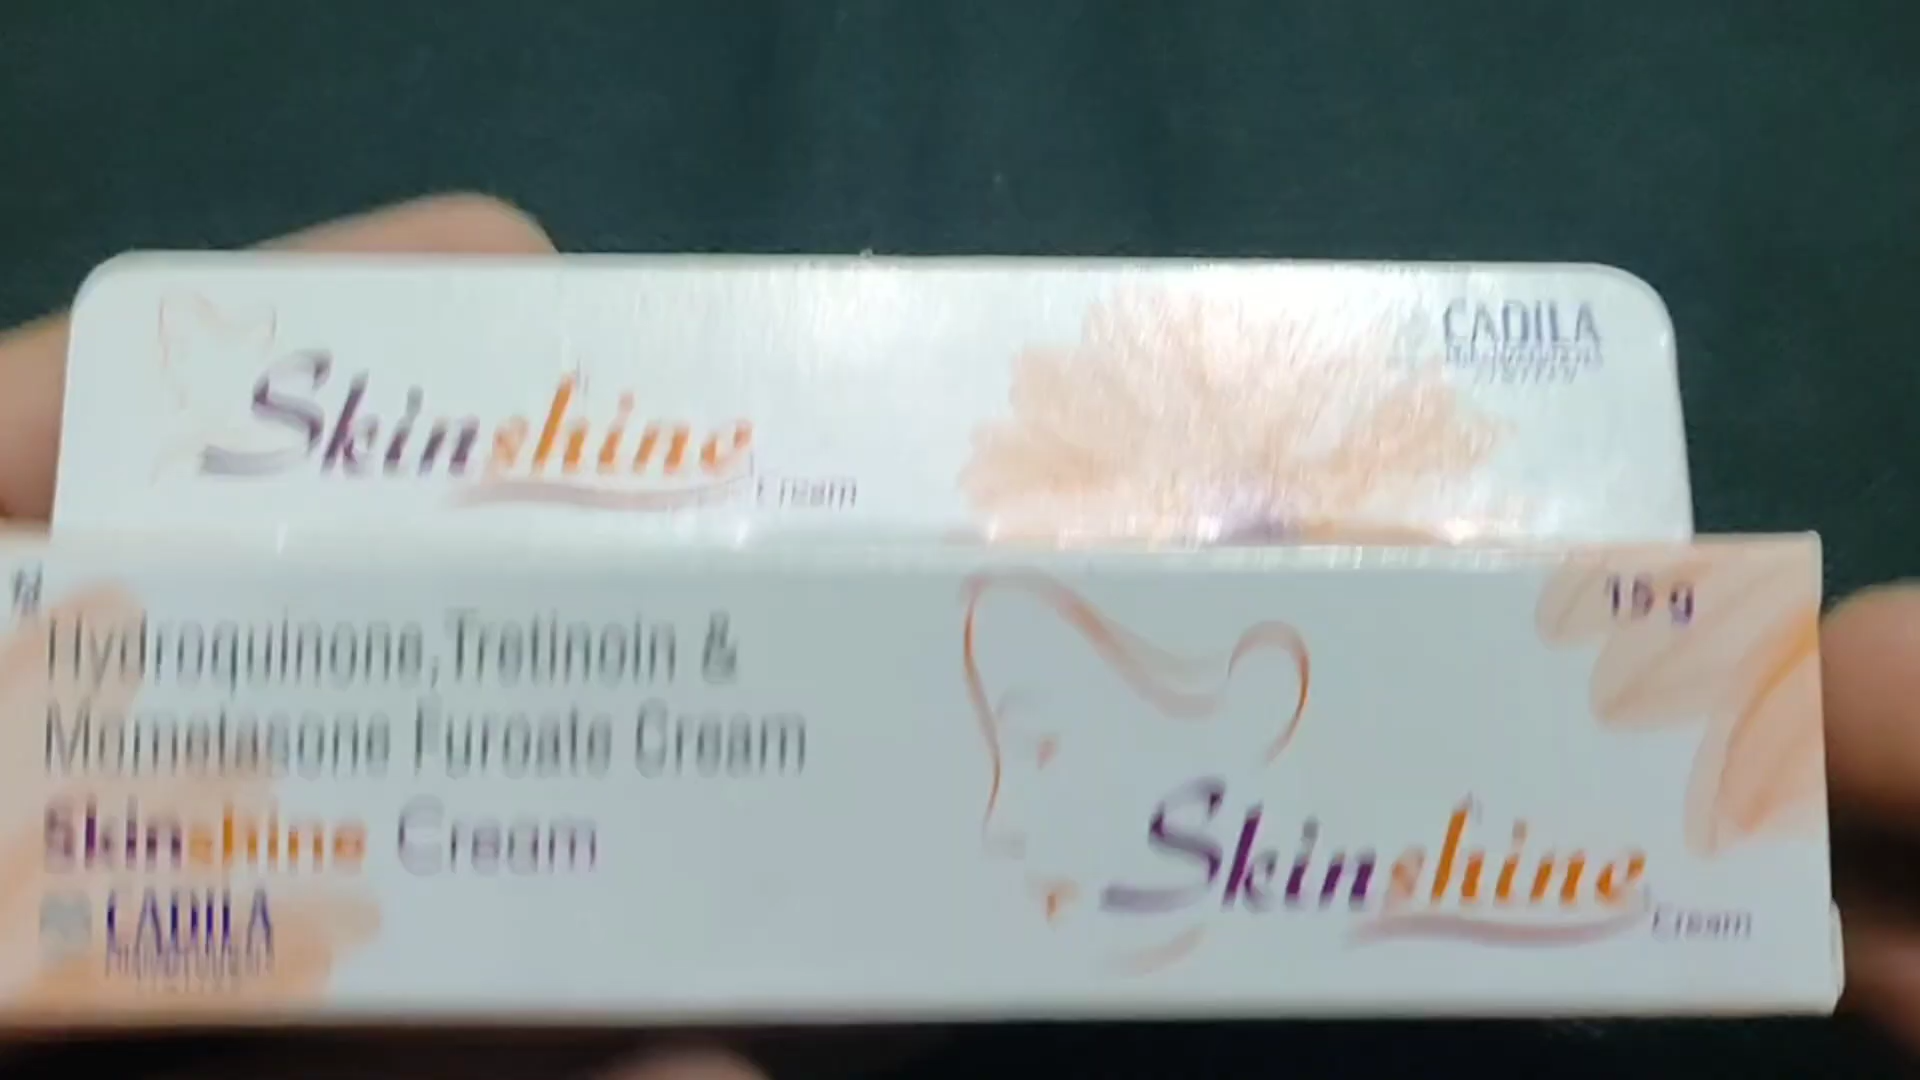 CADILA
Skinshine
Cream
15 g
Hydroquinone, Tretinoin &
Mometasone Furoate Cream
Skinshine Cream
CADILA
Skinshine
Cream